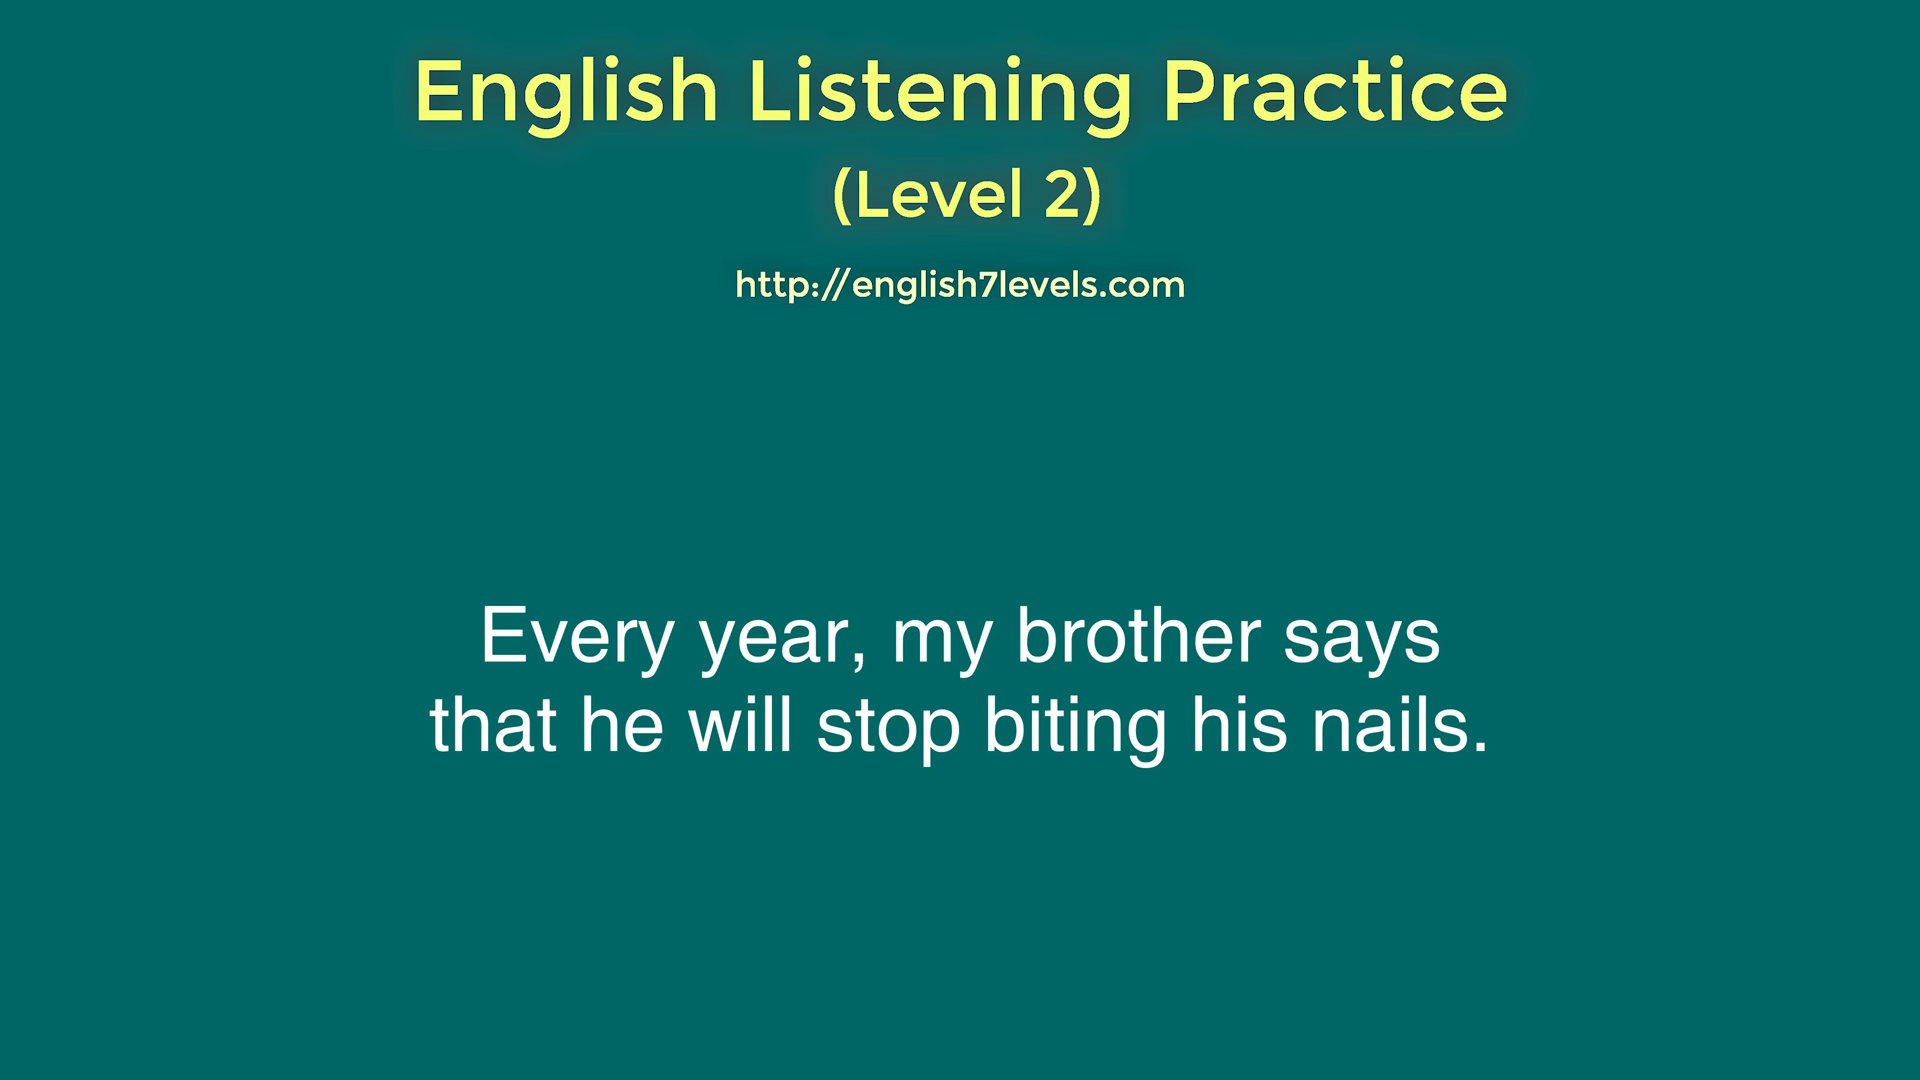 English Listening Practice
(Level 2)
http://english7levels.com
Every year, my brother says
that he will stop biting his nails.